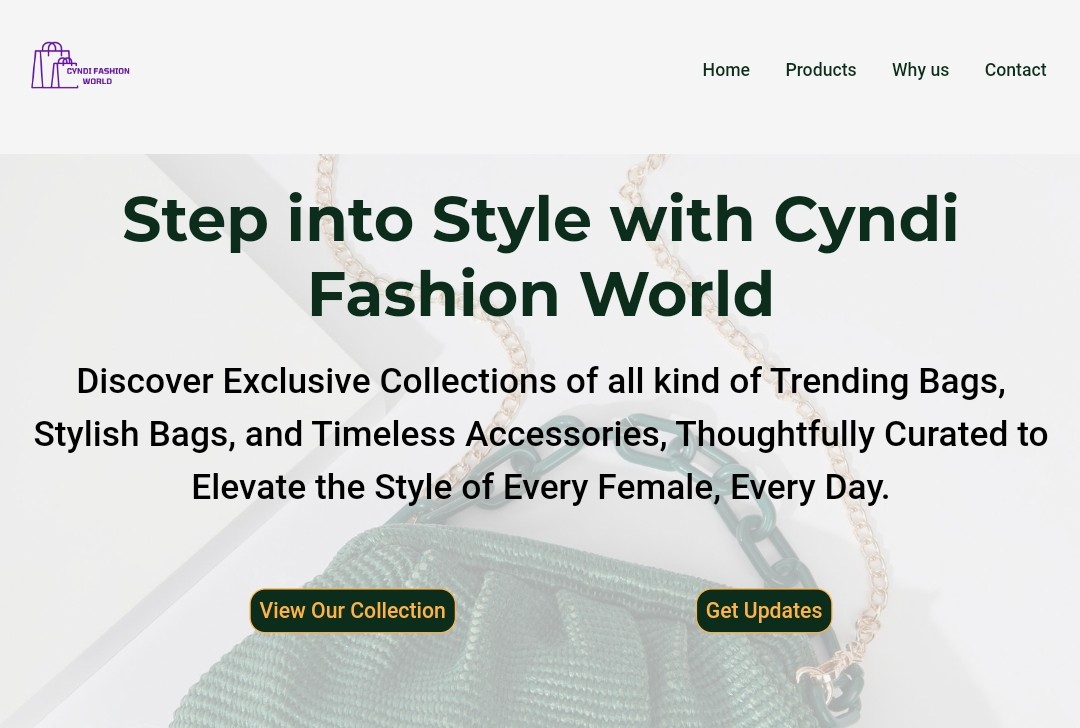 CYNDI FASHION
WORLD
Home Products Why us Contact
Step into Style with Cyndi
Fashion World
Discover Exclusive Collections of all kind of Trending Bags,
Stylish Bags, and Timeless Accessories, Thoughtfully Curated to
Elevate the Style of Every Female, Every Day.
View Our Collection Get Updates